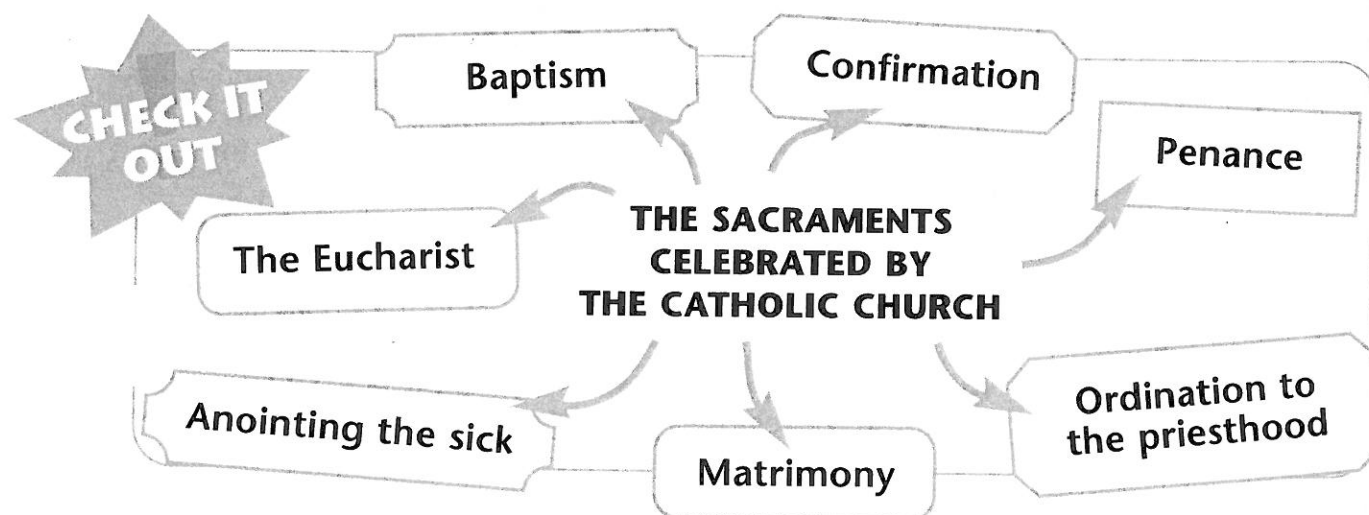 CHECK IT
OUT
Baptism
Confirmation
Penance
The Eucharist
THE SACRAMENTS
CELEBRATED BY
THE CATHOLIC CHURCH
Anointing the sick
Matrimony
Ordination to
the priesthood